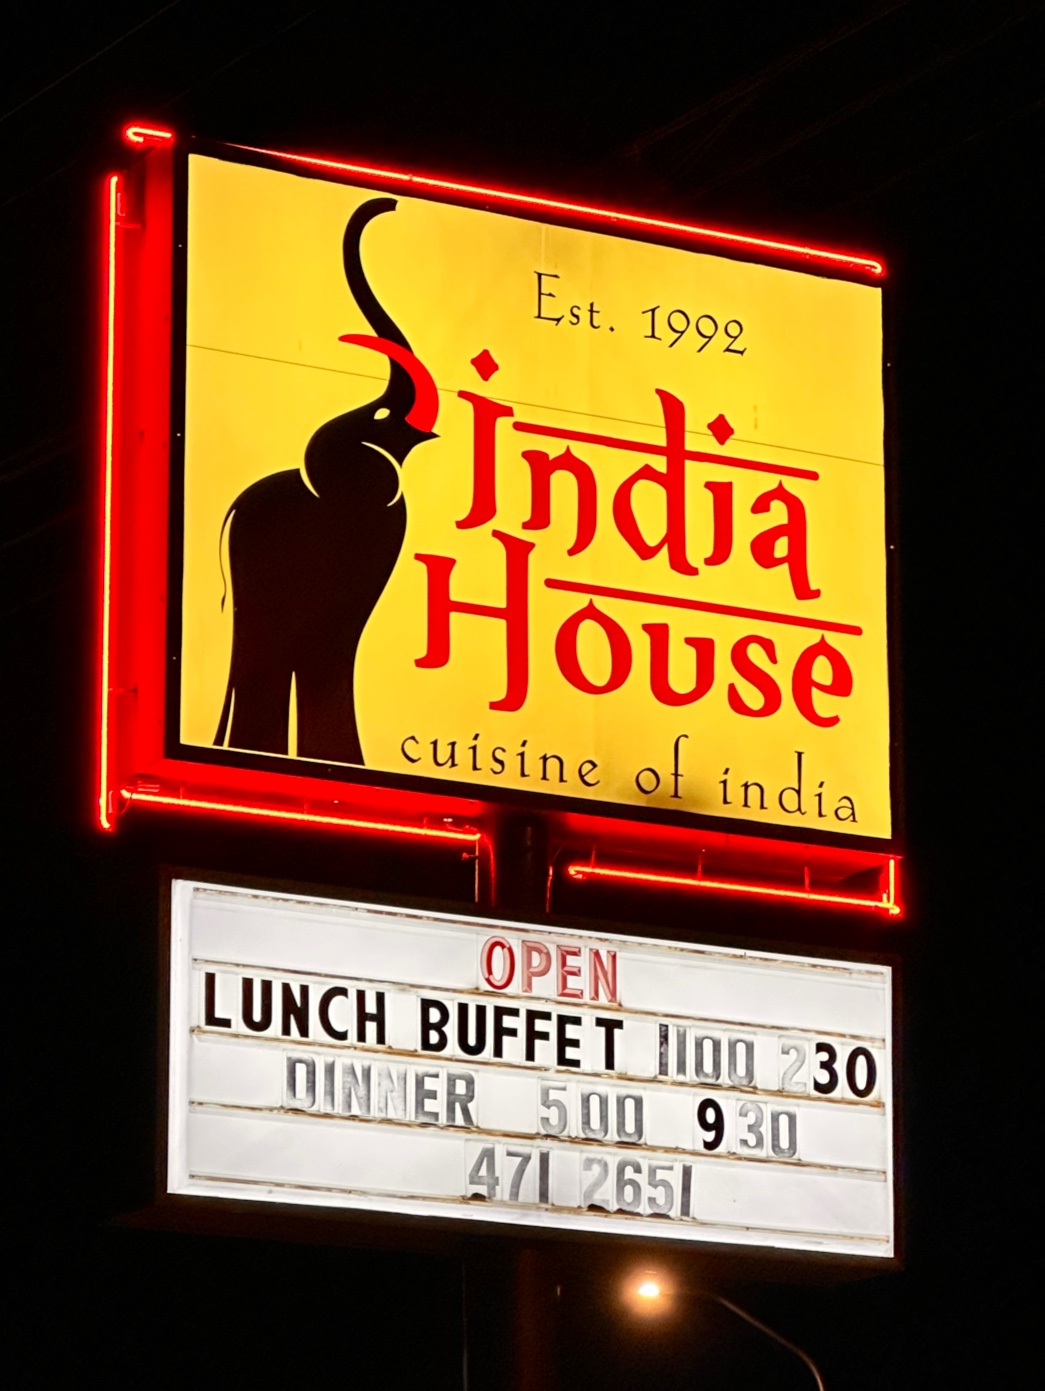 Est. 1992
india
House
cuisine of india
OPEN
LUNCH BUFFET 1100 230
DINNER 500 930
471 2651